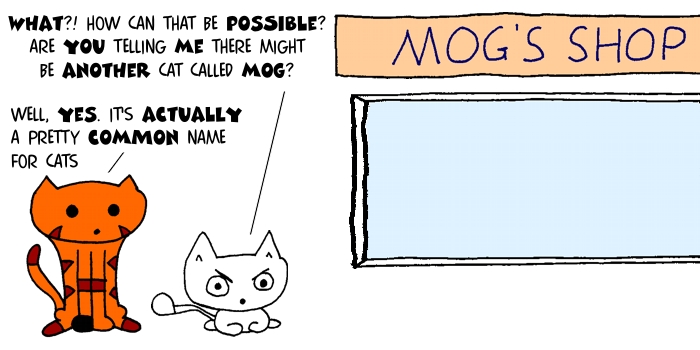 WHAT?! HOW CAN THAT BE POSSIBLE?
ARE YOU TELLING ME THERE MIGHT
BE ANOTHER CAT CALLED MOG?
WELL, YES. IT'S ACTUALLY
A PRETTY COMMON NAME
FOR CATS
MOG'S SHOP